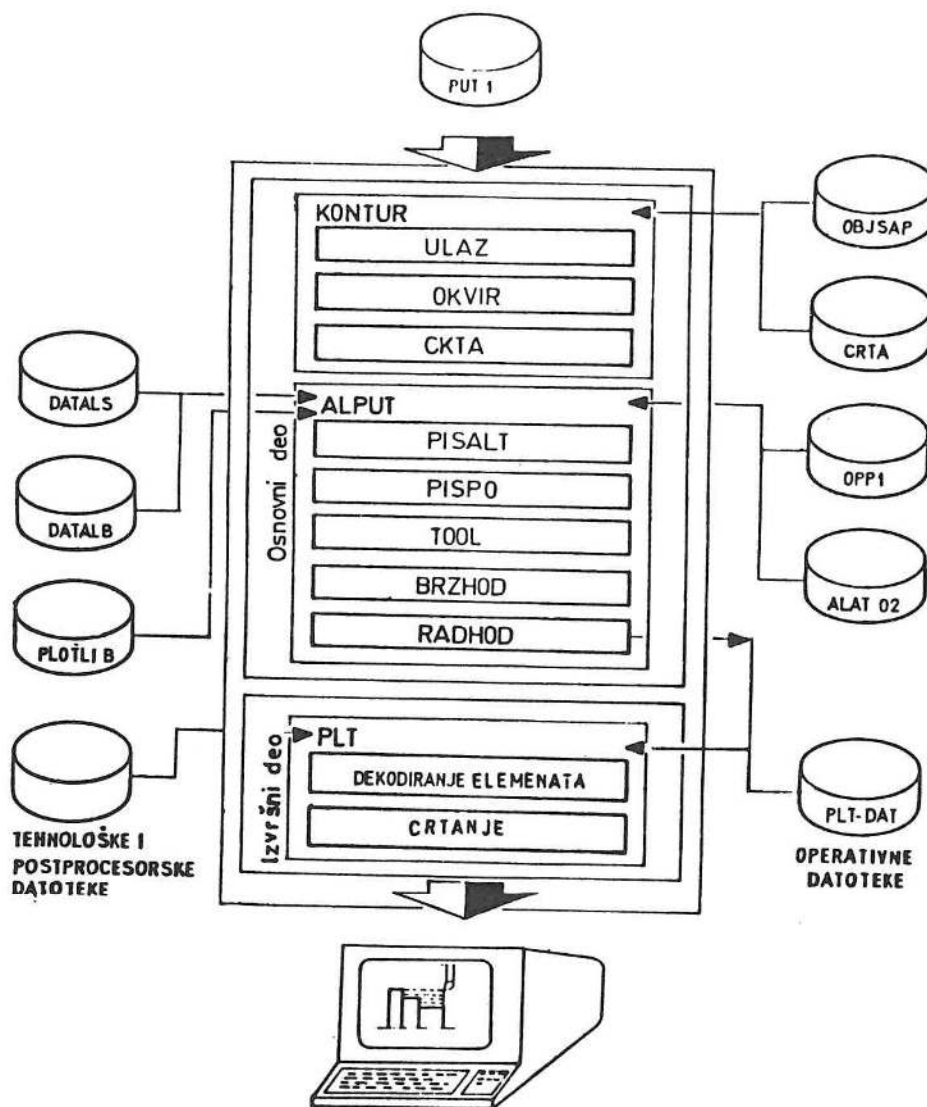 PUT 1
KONTUR
ULAZ
OKVIR
CKTA
OBJSAP
CRTA
DATALS
DATALB
PLOTLIB
Osnovni deo
ALPUT
PISALT
PISPO
TOOL
BRZHOD
RADHOD
OPP1
ALAT 02
Izvršni deo
PLT
DEKODIRANJE ELEMENATA
CRTANJE
TEHNOLOŠKE I
POSTPROCESORSKE
DATOTEKE
PLT-DAT
OPERATIVNE
DATOTEKE